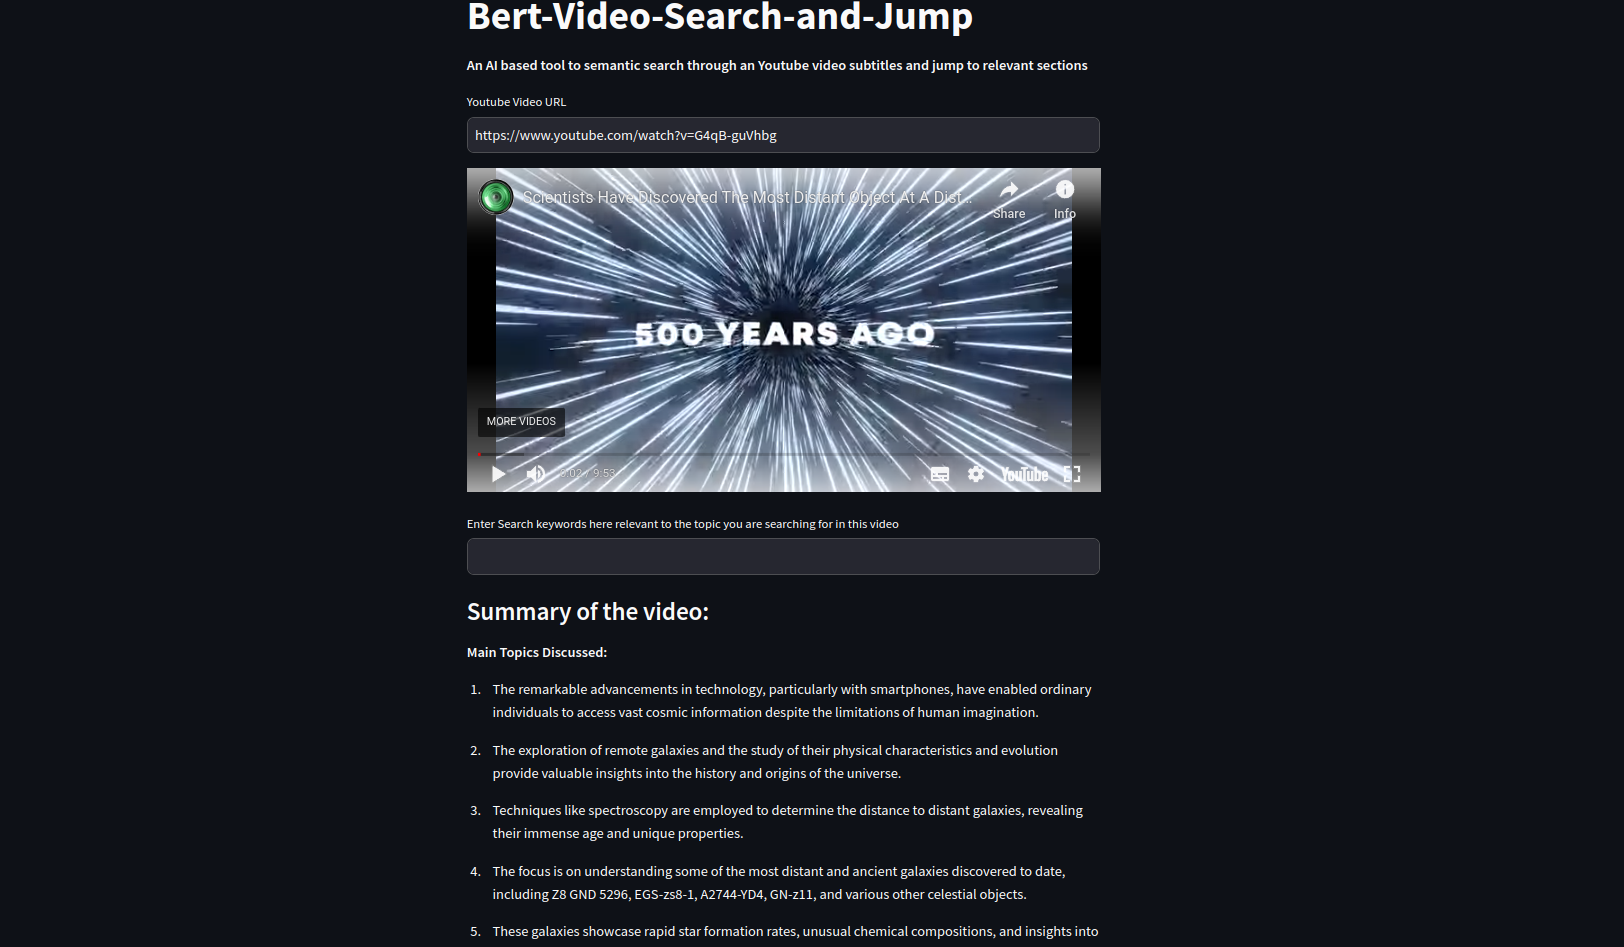 Bert-Video-Search-and-Jump
An AI based tool to semantic search through an Youtube video subtitles and jump to relevant sections
Youtube Video URL
https://www.youtube.com/watch?v=G4qB-guVhbg
Scientists Have Discovered The Most Distant Object At A Dist...
Share
Info
500 YEARS AGO
MORE VIDEOS
0:02 / 9:53
YouTube
Enter Search keywords here relevant to the topic you are searching for in this video
Summary of the video:
Main Topics Discussed:
1. The remarkable advancements in technology, particularly with smartphones, have enabled ordinary
individuals to access vast cosmic information despite the limitations of human imagination.
2. The exploration of remote galaxies and the study of their physical characteristics and evolution
provide valuable insights into the history and origins of the universe.
3. Techniques like spectroscopy are employed to determine the distance to distant galaxies, revealing
their immense age and unique properties.
4. The focus is on understanding some of the most distant and ancient galaxies discovered to date,
including Z8 GND 5296, EGS-zs8-1, A2744-YD4, GN-z11, and various other celestial objects.
5. These galaxies showcase rapid star formation rates, unusual chemical compositions, and insights into